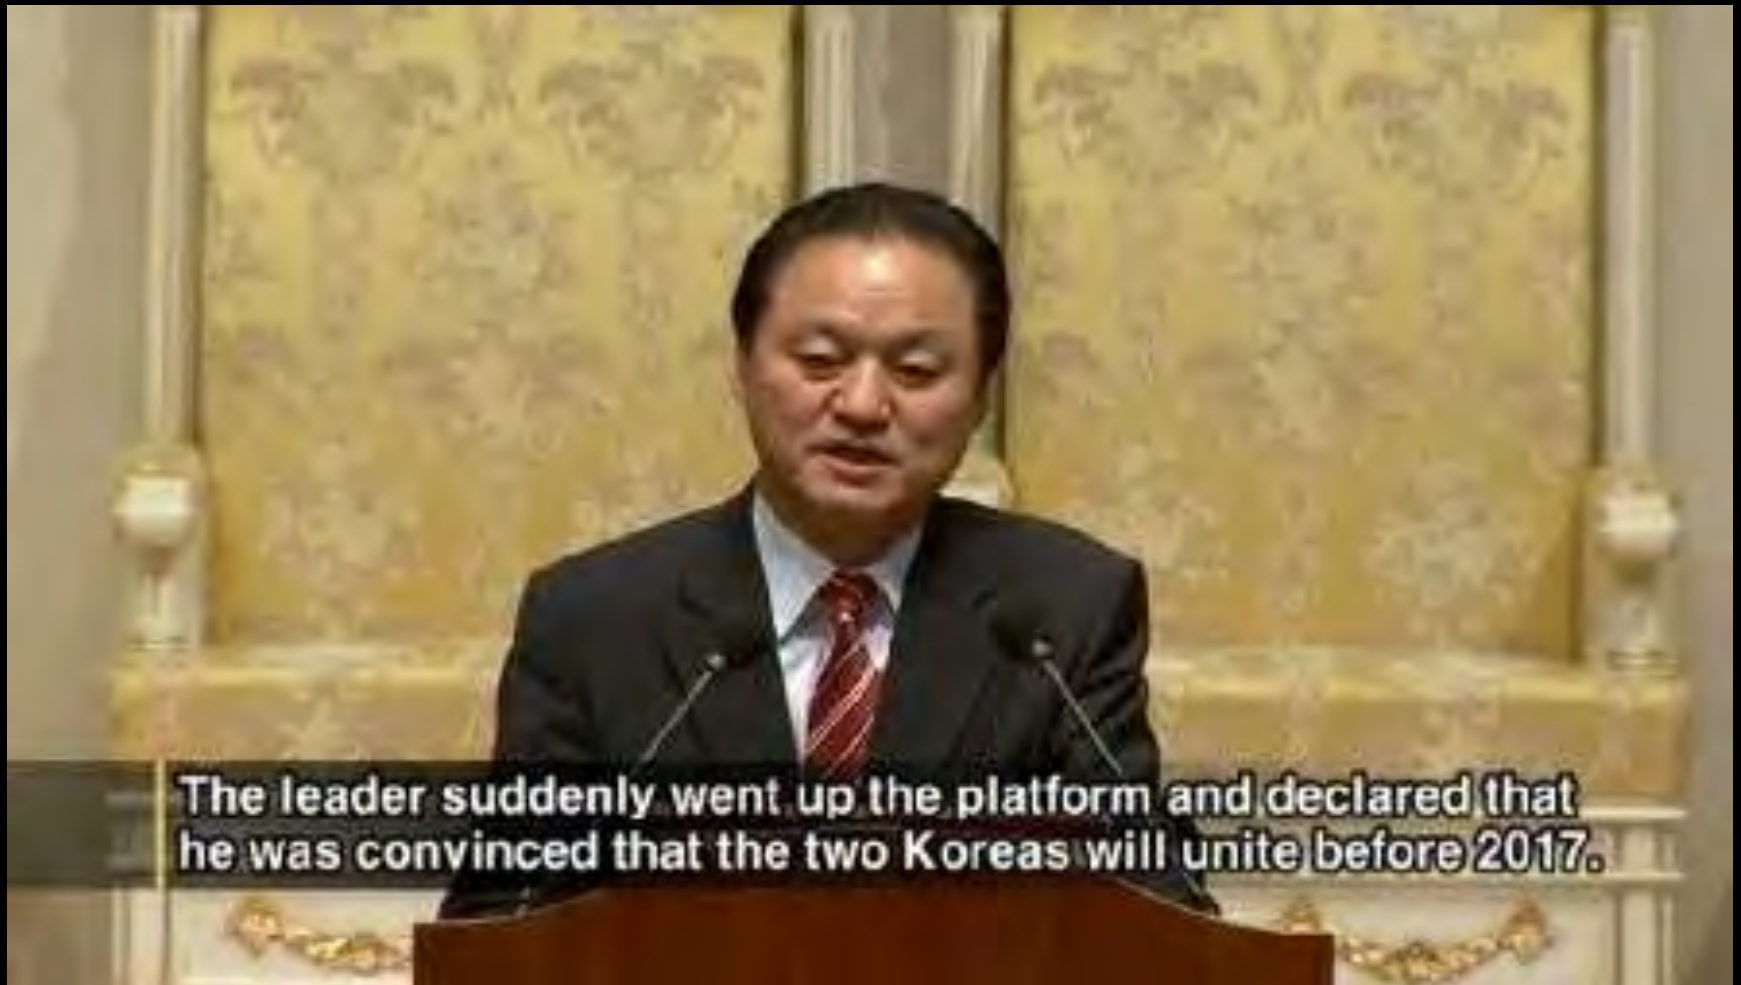 The leader suddenly went up the platform and declared that
he was convinced that the two Koreas will unite before 2017.